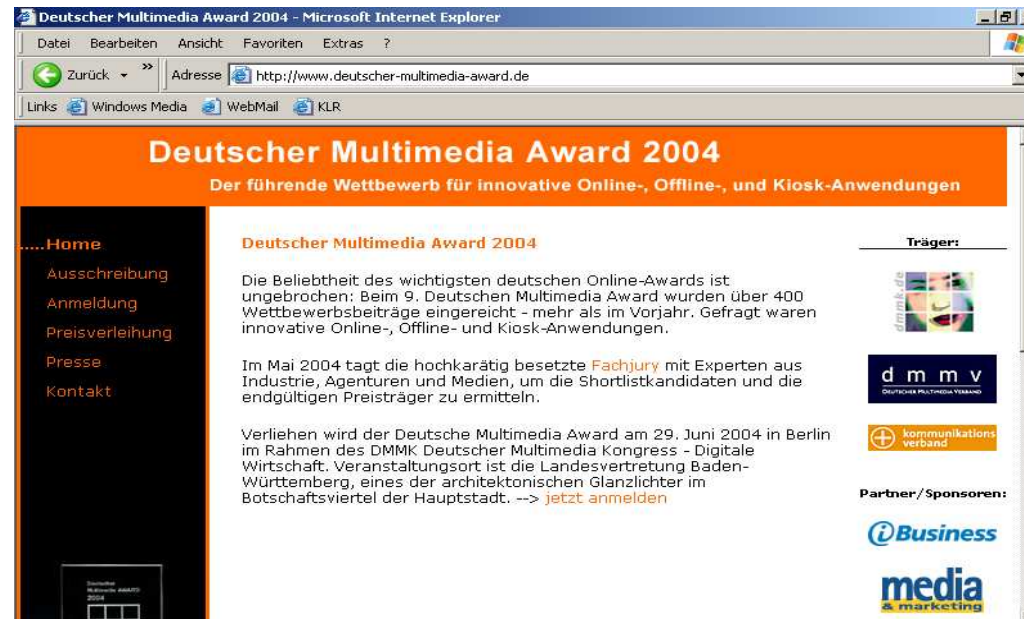 Deutscher Multimedia Award 2004 - Microsoft Internet Explorer
Datei Bearbeiten Ansicht Favoriten Extras ?
Zurück » Adresse http://www.deutscher-multimedia-award.de
Links Windows Media WebMail KLR
Deutscher Multimedia Award 2004
Der führende Wettbewerb für innovative Online-, Offline-, und Kiosk-Anwendungen
.....Home
Ausschreibung
Anmeldung
Preisverleihung
Presse
Kontakt
Deutscher Multimedia AWARD
2004
Deutscher Multimedia Award 2004
Die Beliebtheit des wichtigsten deutschen Online-Awards ist
ungebrochen: Beim 9. Deutschen Multimedia Award wurden über 400
Wettbewerbsbeiträge eingereicht - mehr als im Vorjahr. Gefragt waren
innovative Online-, Offline- und Kiosk-Anwendungen.
Im Mai 2004 tagt die hochkarätig besetzte Fachjury mit Experten aus
Industrie, Agenturen und Medien, um die Shortlistkandidaten und die
endgültigen Preisträger zu ermitteln.
Verliehen wird der Deutsche Multimedia Award am 29. Juni 2004 in Berlin
im Rahmen des DMMK Deutscher Multimedia Kongress - Digitale
Wirtschaft. Veranstaltungsort ist die Landesvertretung Baden-
Württemberg, eines der architektonischen Glanzlichter im
Botschaftsviertel der Hauptstadt. --> jetzt anmelden
Träger:
dmmk.de
d m m v
Deutscher Multimedia Verband
kommunikations
verband
Partner/Sponsoren:
iBusiness
media
& marketing